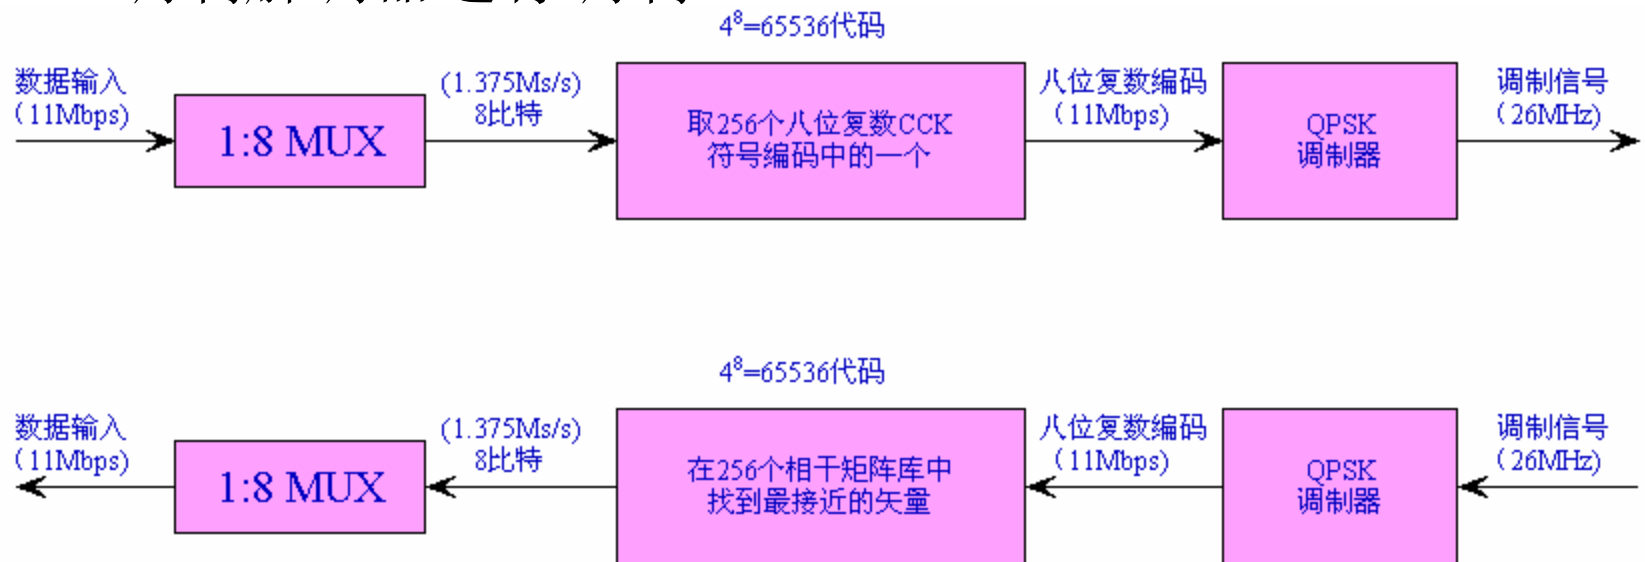 4⁸=65536代码
数据输入
(11Mbps)
1:8 MUX
(1.375Ms/s)
8比特
取256个八位复数CCK
符号编码中的一个
八位复数编码
(11Mbps)
QPSK
调制器
调制信号
(26MHz)
4⁸=65536代码
数据输入
(11Mbps)
1:8 MUX
(1.375Ms/s)
8比特
在256个相干矩阵库中
找到最接近的矢量
八位复数编码
(11Mbps)
QPSK
调制器
调制信号
(26MHz)